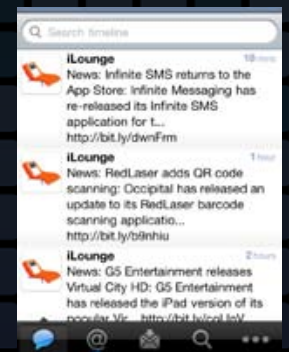 Search timeline
iLounge 19 mins
News: Infinite SMS returns to the
App Store: Infinite Messaging has
re-released its Infinite SMS
application for t...
http://bit.ly/dwnFrm
iLounge 1 hour
News: RedLaser adds QR code
scanning: Occipital has released an
update to its RedLaser barcode
scanning applicatio...
http://bit.ly/b9nhiu
iLounge 2 hours
News: G5 Entertainment releases
Virtual City HD: G5 Entertainment
has released the iPad version of its
popular Vir...